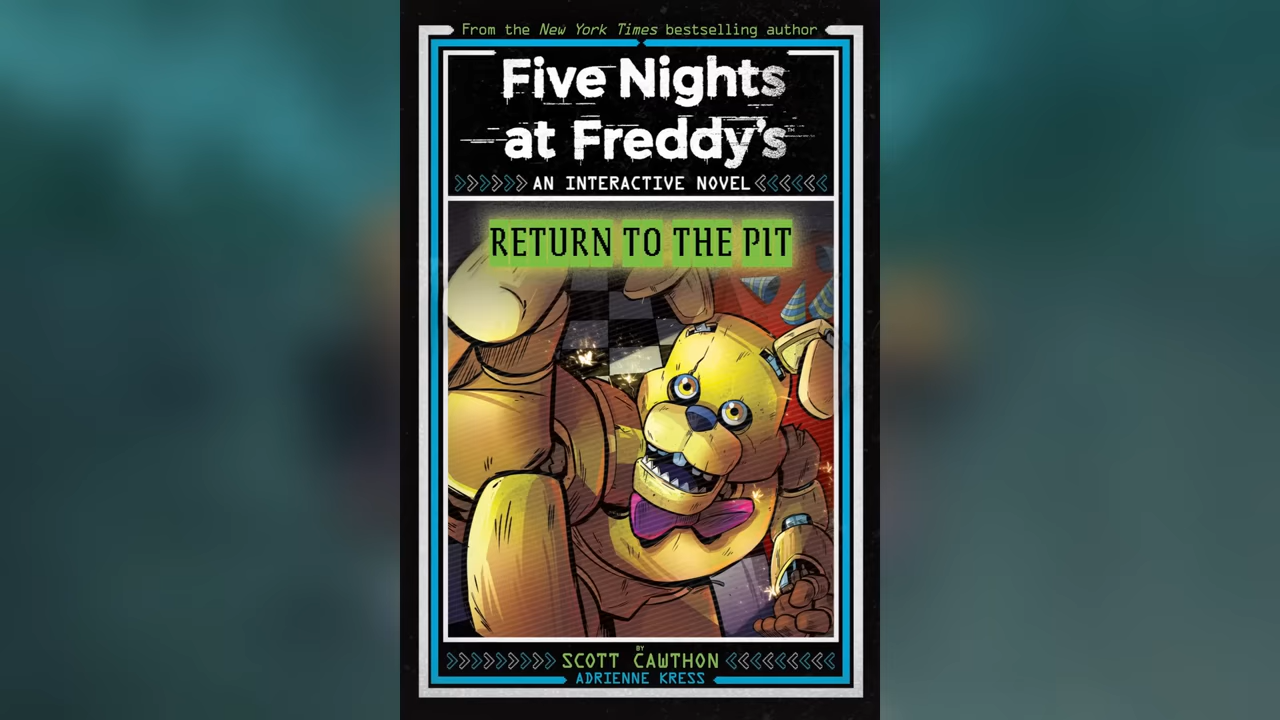 From the New York Times bestselling author
Five Nights
at Freddy's™
AN INTERACTIVE NOVEL
RETURN TO THE PIT
BY
SCOTT CAWTHON
ADRIENNE KRESS